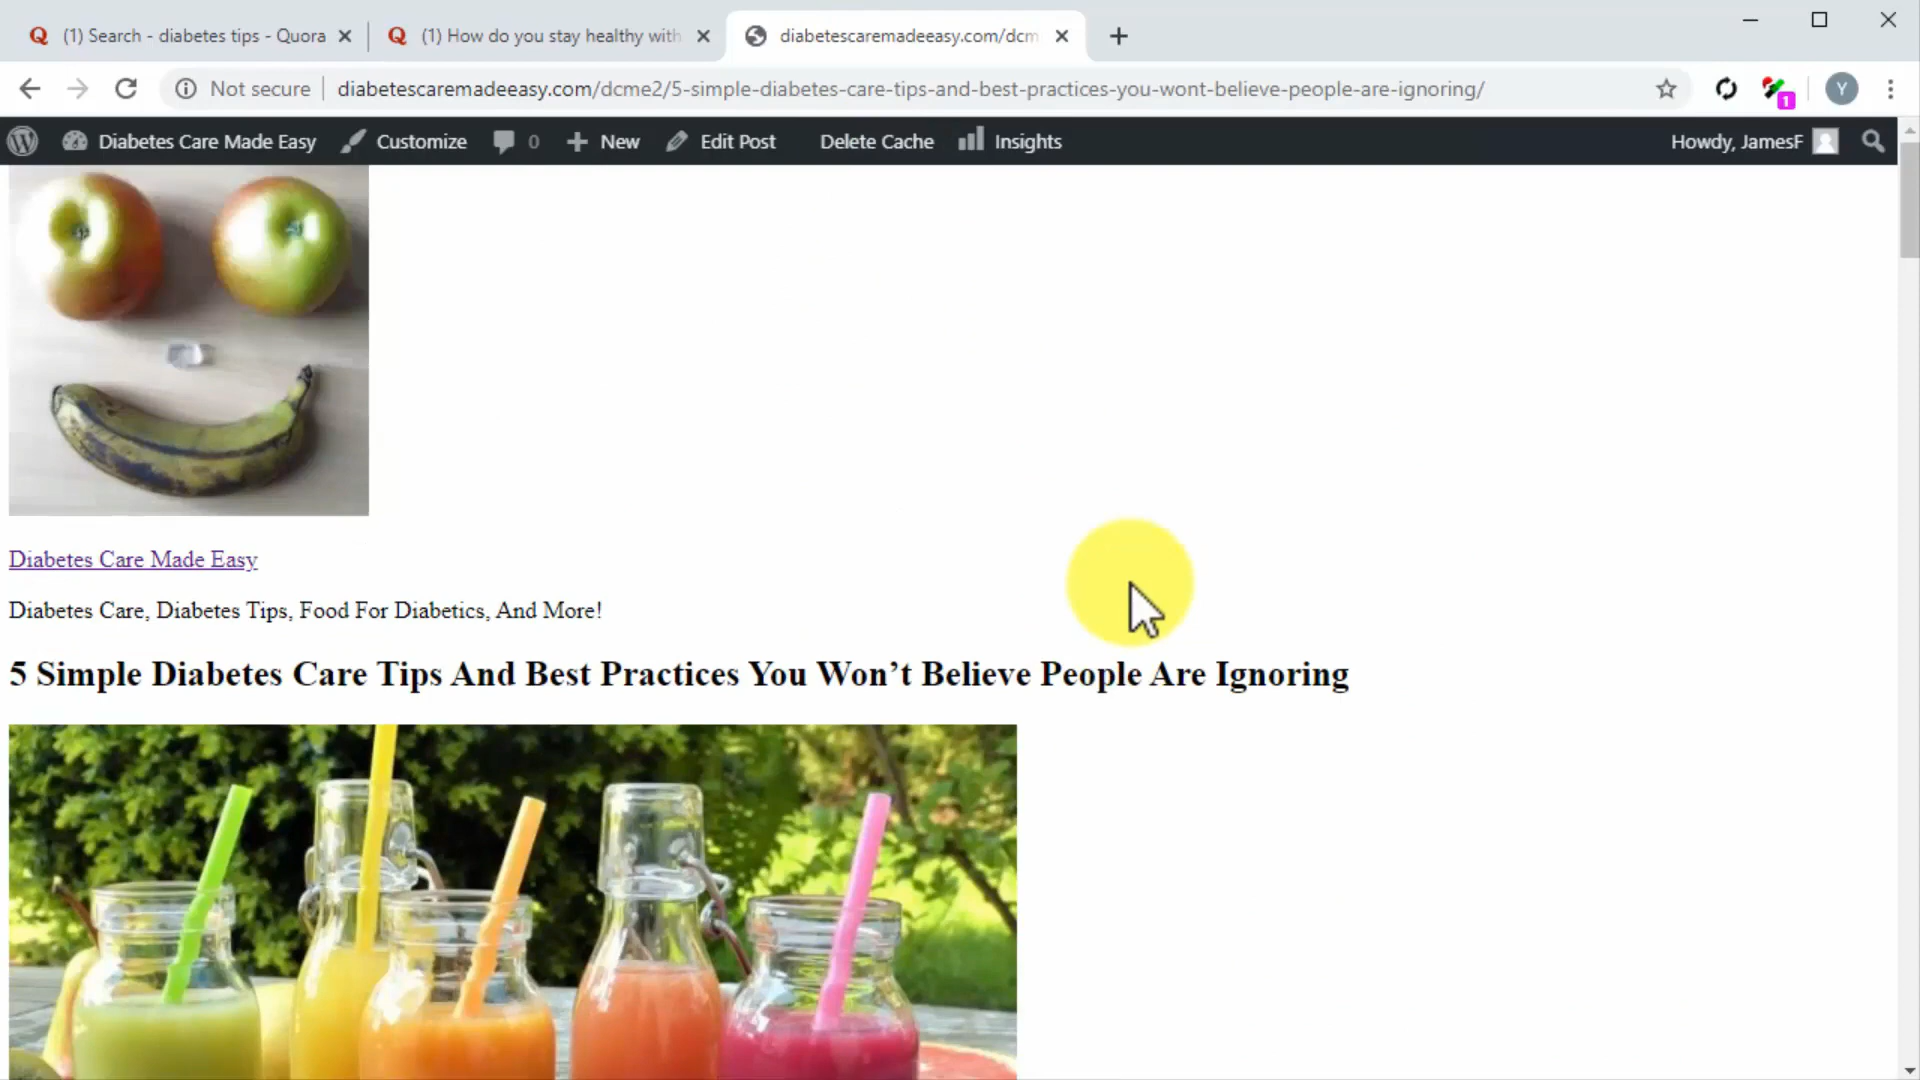 (1) Search - diabetes tips - Quora
(1) How do you stay healthy with
diabetescaremadeeasy.com/dcm
Not secure
diabetescaremadeeasy.com/dcme2/5-simple-diabetes-care-tips-and-best-practices-you-wont-believe-people-are-ignoring/
1
Y
Diabetes Care Made Easy
Customize
0
New
Edit Post
Delete Cache
Insights
Howdy, JamesF
Diabetes Care Made Easy
Diabetes Care, Diabetes Tips, Food For Diabetics, And More!
5 Simple Diabetes Care Tips And Best Practices You Won’t Believe People Are Ignoring